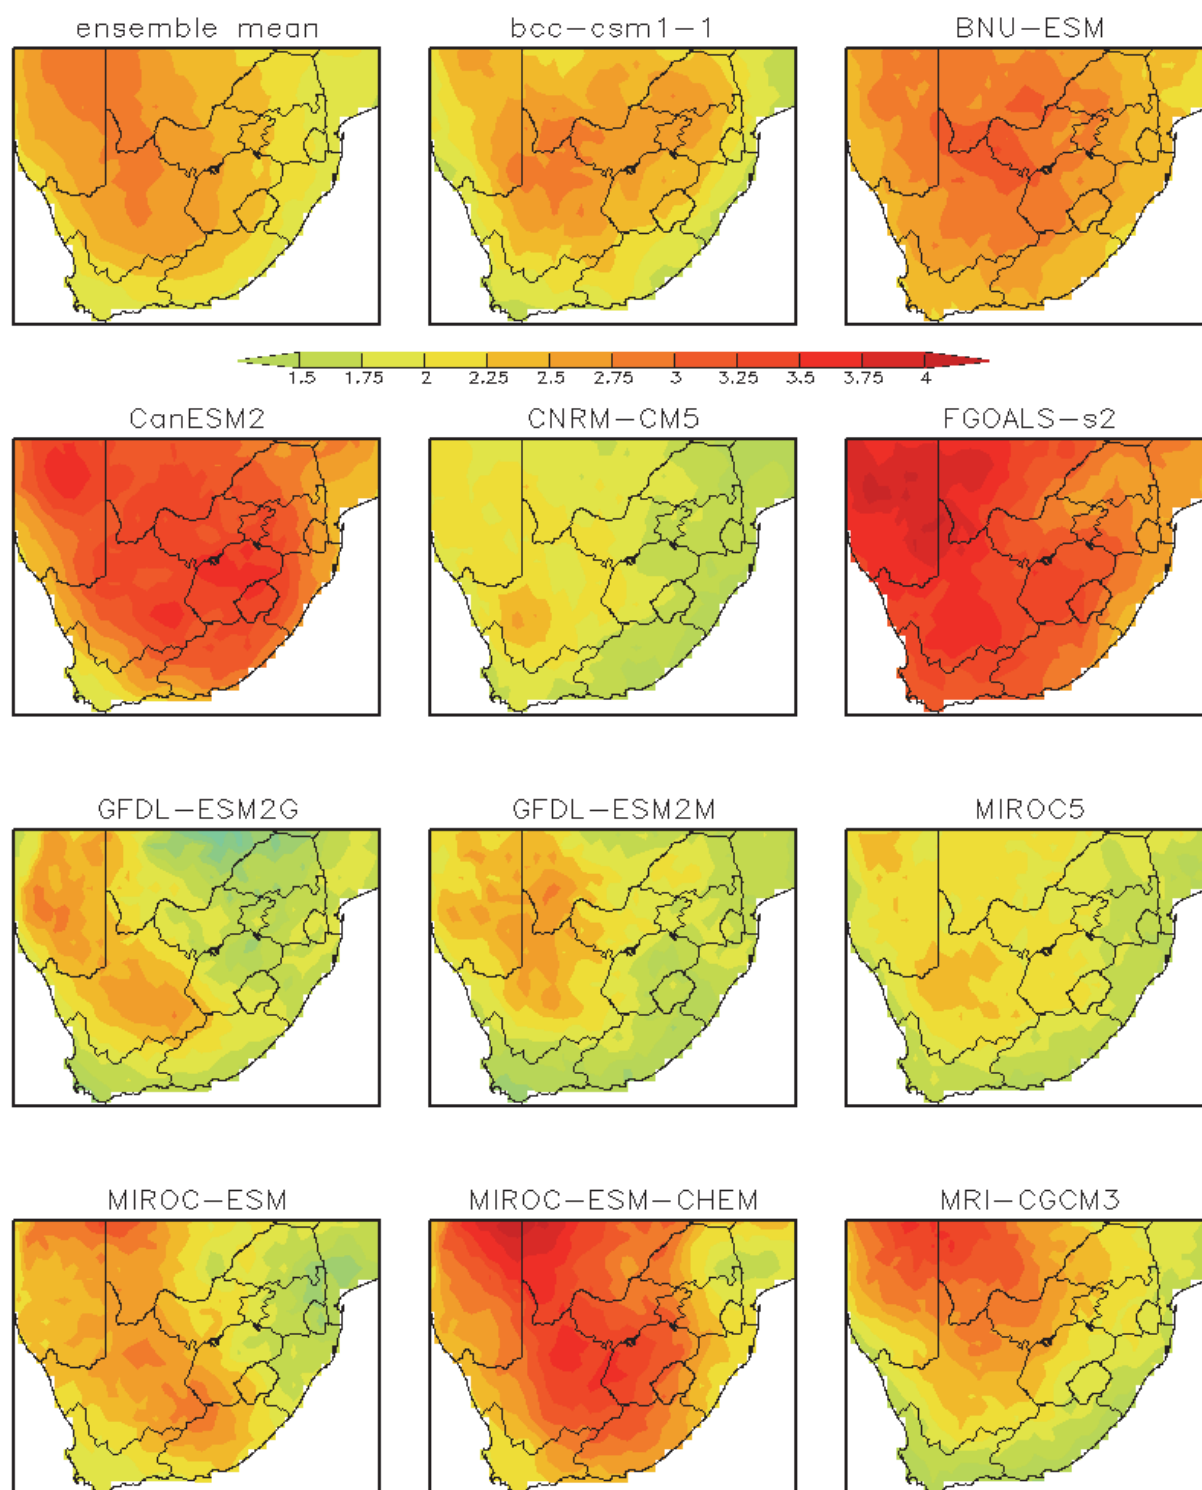 ensemble mean
bcc-csm1-1
BNU-ESM
1.5 1.75 2 2.25 2.5 2.75 3 3.25 3.5 3.75 4
CanESM2
CNRM-CM5
FGOALS-s2
GFDL-ESM2G
GFDL-ESM2M
MIROC5
MIROC-ESM
MIROC-ESM-CHEM
MRI-CGCM3